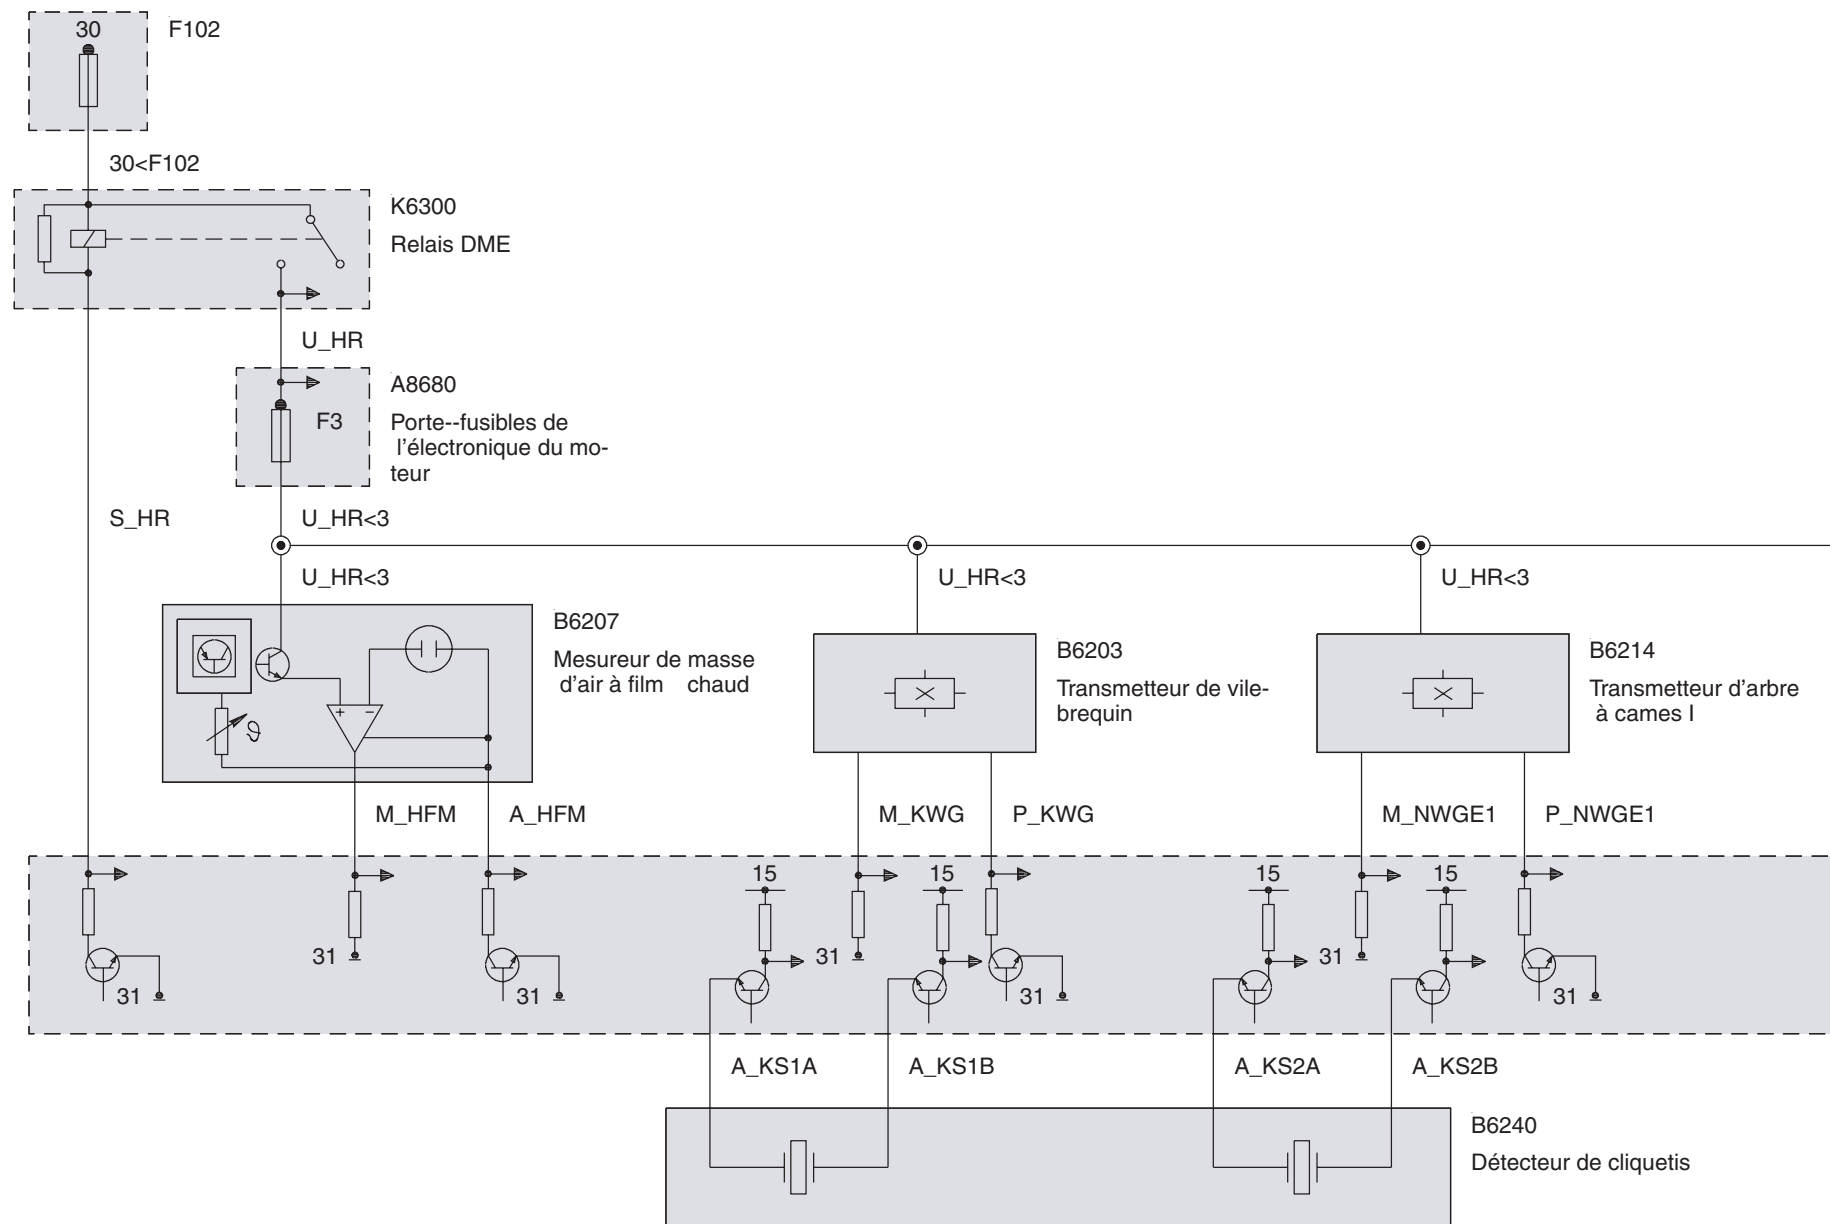 30
F102
30<F102
K6300
Relais DME
U_HR
A8680
F3
Porte--fusibles de
l'électronique du mo-
teur
S_HR
U_HR<3
U_HR<3
U_HR<3
U_HR<3
B6207
Mesureur de masse
d'air à film chaud
B6203
Transmetteur de vile-
brequin
B6214
Transmetteur d'arbre
à cames I
+
-
ϑ
M_HFM
A_HFM
M_KWG
P_KWG
M_NWGE1
P_NWGE1
15
15
15
15
31
31
31
31
31
31
31
A_KS1A
A_KS1B
A_KS2A
A_KS2B
B6240
Détecteur de cliquetis